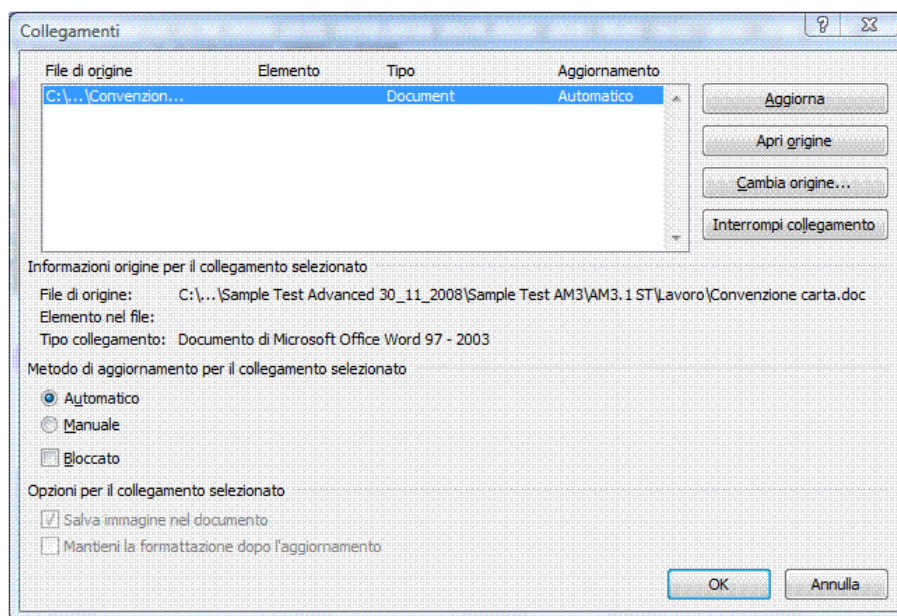 Collegamenti
File di origine Elemento Tipo Aggiornamento
C:\...\Convenzion... Document Automatico
Aggiorna
Apri origine
Cambia origine...
Interrompi collegamento
Informazioni origine per il collegamento selezionato
File di origine: C:\...\Sample Test Advanced 30_11_2008\Sample Test AM3\AM3.1 ST\Lavoro\Convenzione carta.doc
Elemento nel file:
Tipo collegamento: Documento di Microsoft Office Word 97 - 2003
Metodo di aggiornamento per il collegamento selezionato
Automatico
Manuale
Bloccato
Opzioni per il collegamento selezionato
Salva immagine nel documento
Mantieni la formattazione dopo l'aggiornamento
OK Annulla